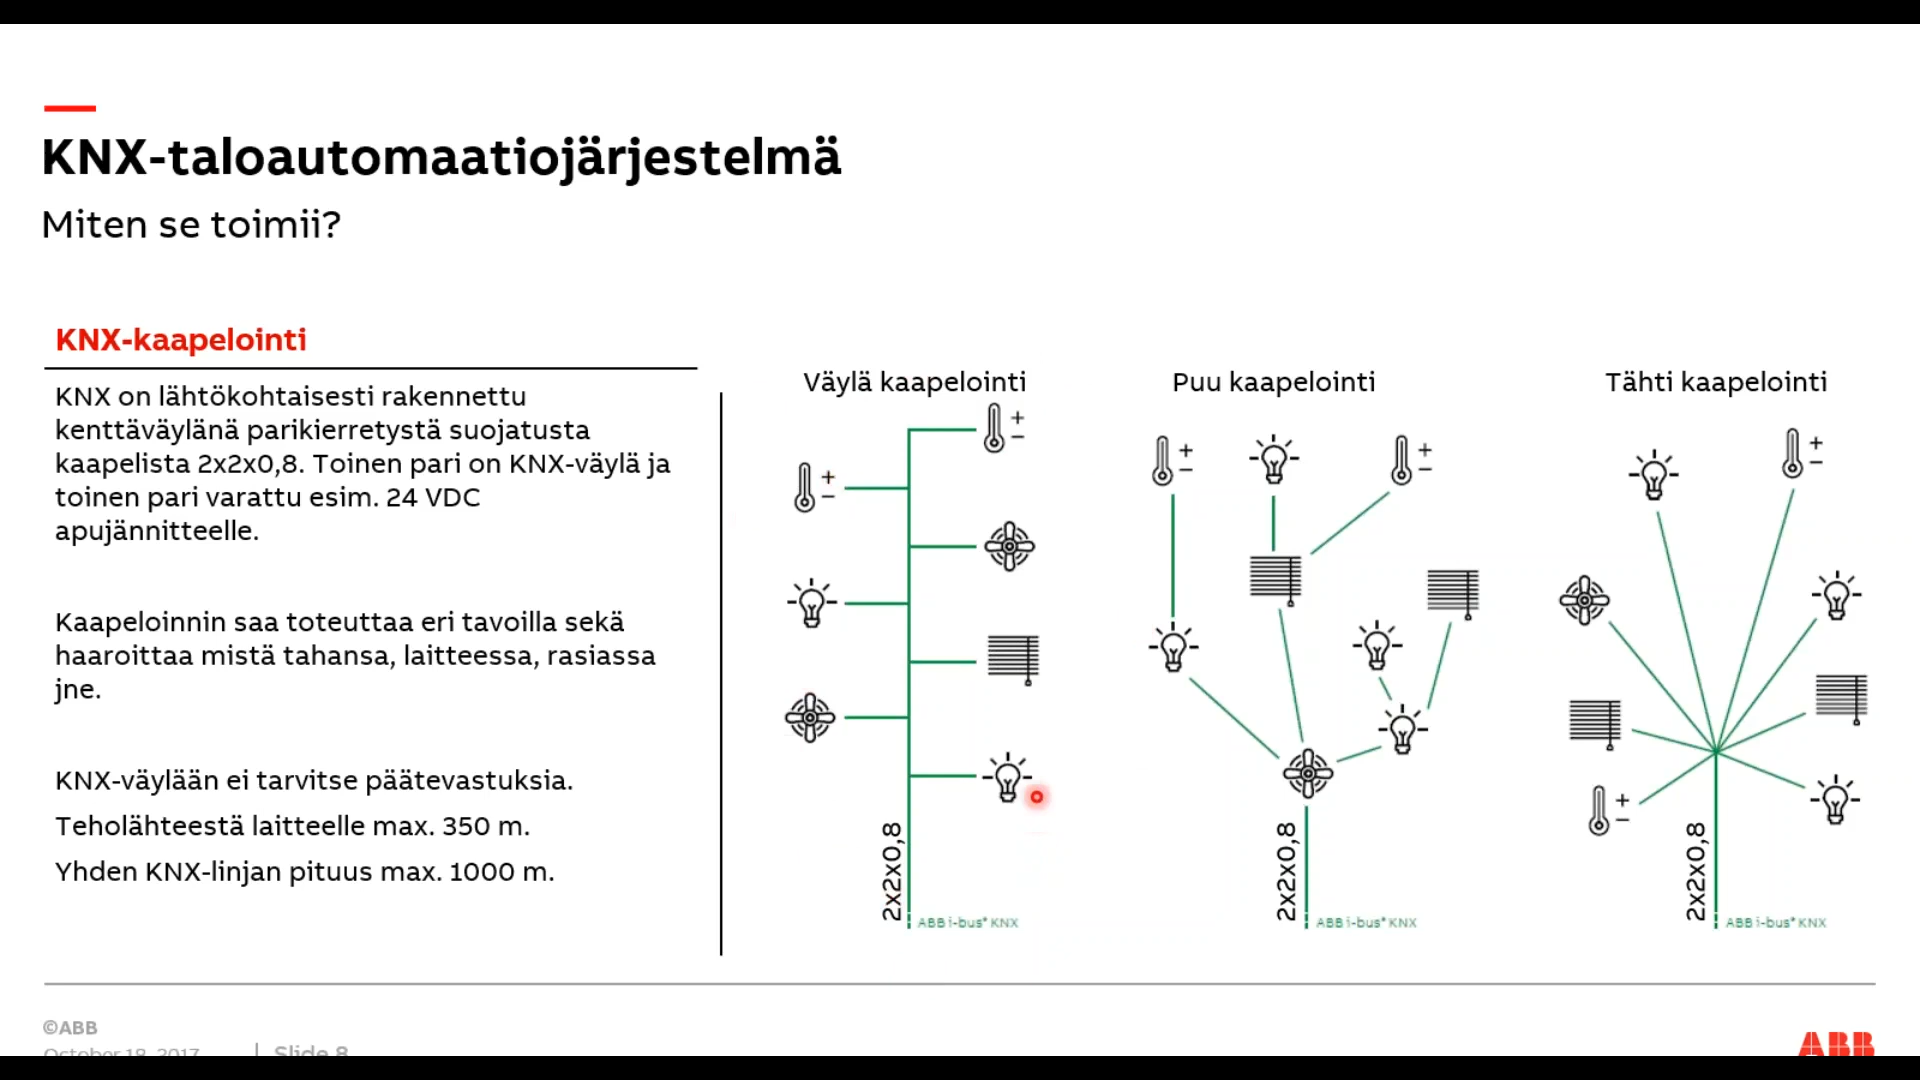 KNX-taloautomaatiojärjestelmä
Miten se toimii?
KNX-kaapelointi
KNX on lähtökohtaisesti rakennettu
kenttäväylänä parikierretystä suojatusta
kaapelista 2x2x0,8. Toinen pari on KNX-väylä ja
toinen pari varattu esim. 24 VDC
apujännitteelle.
Kaapeloinnin saa toteuttaa eri tavoilla sekä
haaroittaa mistä tahansa, laitteessa, rasiassa
jne.
KNX-väylään ei tarvitse päätevastuksia.
Teholähteestä laitteelle max. 350 m.
Yhden KNX-linjan pituus max. 1000 m.
Väylä kaapelointi
2x2x0,8
ABB i-bus® KNX
Puu kaapelointi
2x2x0,8
ABB i-bus® KNX
Tähti kaapelointi
2x2x0,8
ABB i-bus® KNX
©ABB
October 18, 2017 | Slide 8
ABB